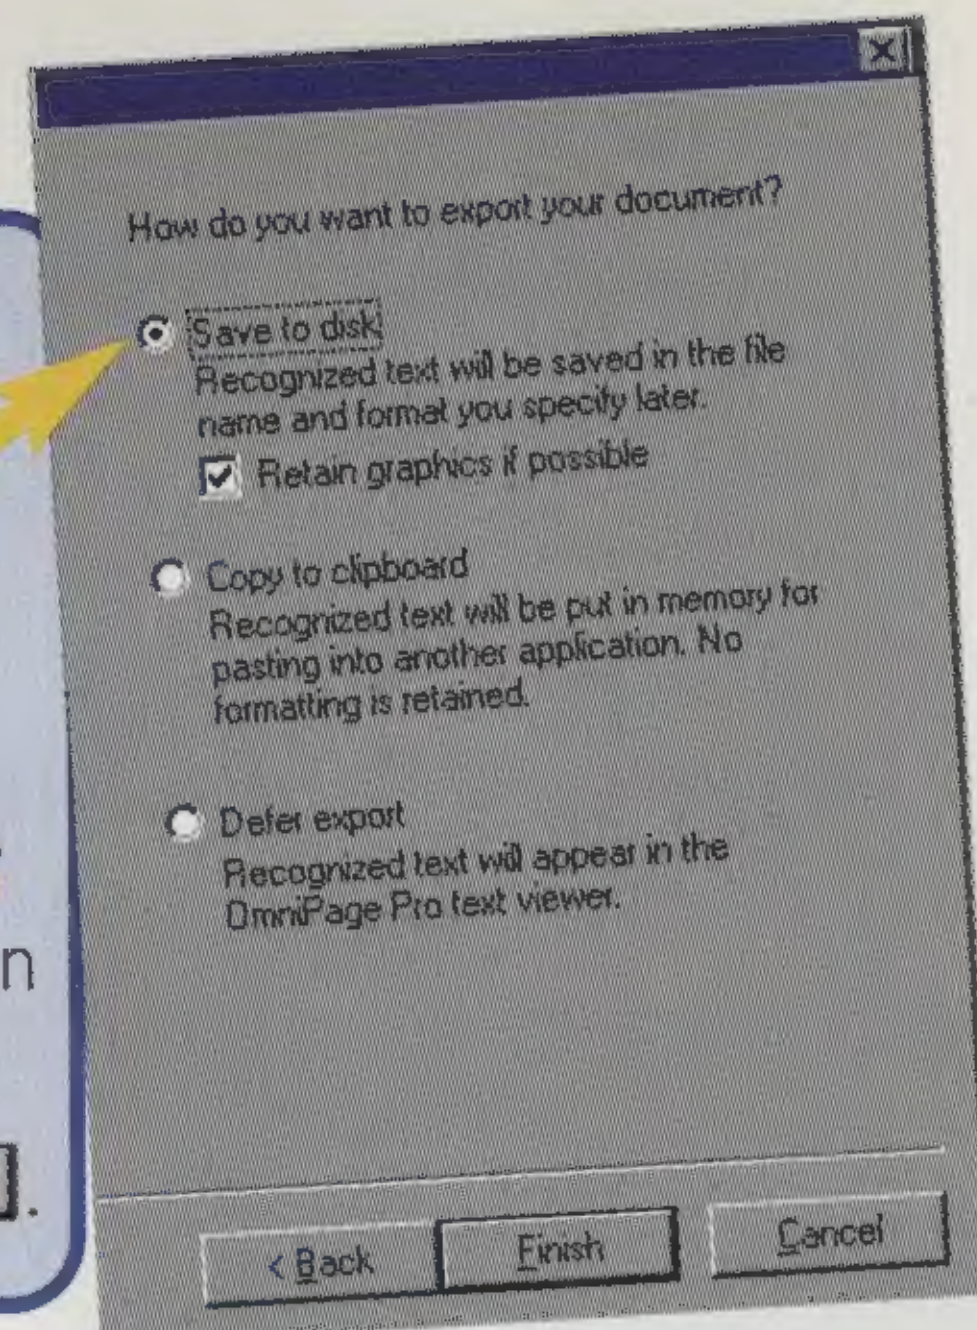 How do you want to export your document?
Save to disk
Recognized text will be saved in the file
name and format you specify later.
Retain graphics if possible
Copy to clipboard
Recognized text will be put in memory for
pasting into another application. No
formatting is retained.
Defer export
Recognized text will appear in the
OmniPage Pro text viewer.
n
.
< Back Finish Cancel